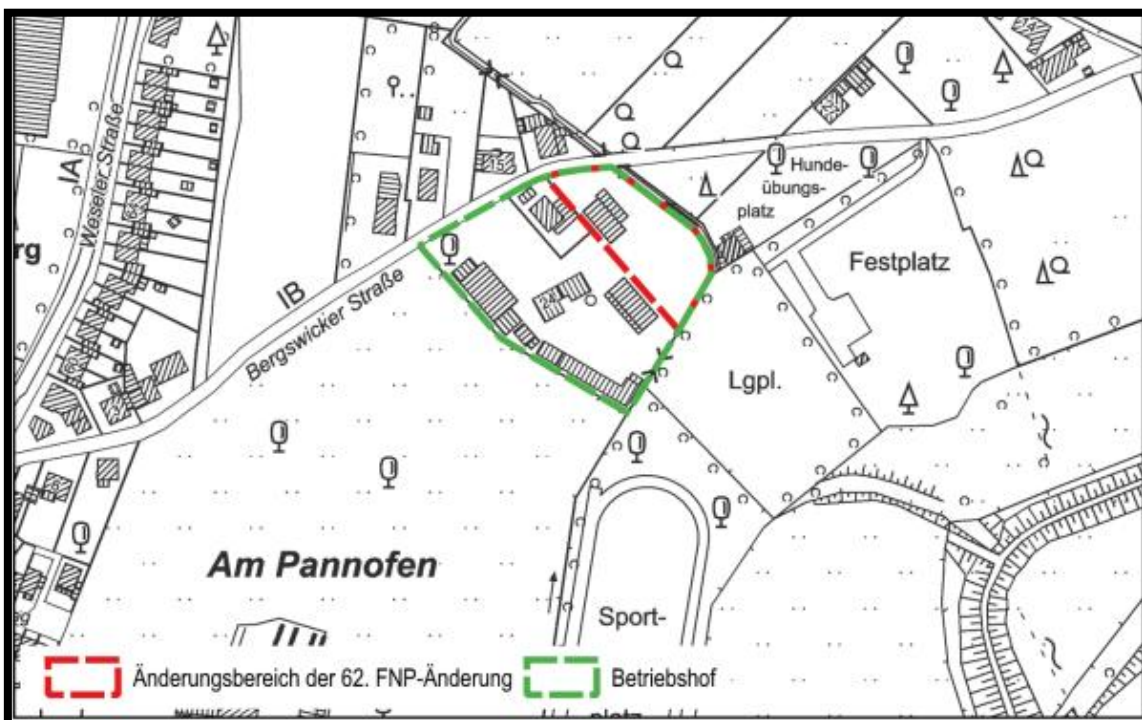 Weseler Straße
IA
rg
IB
Bergswicker Straße
Hunde-
übungs-
platz
Festplatz
Lgpl.
24
Am Pannofen
Sport-
platz
Änderungsbereich der 62. FNP-Änderung
Betriebshof